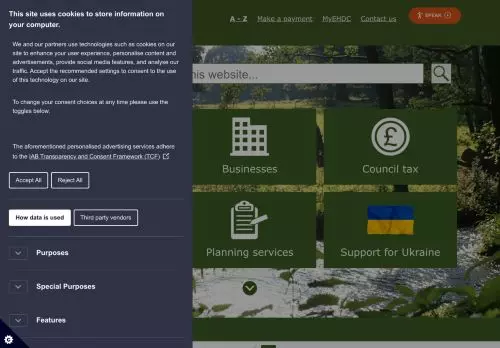 This site uses cookies to store information on
your computer.
A - Z
Make a payment
MyEHDC
Contact us
SPEAK
We and our partners use technologies such as cookies on our
site to enhance your user experience, personalise content and
advertisements, provide social media features, and analyse our
traffic. Accept the recommended settings to consent to the use
of this technology on our site.
this website...
To change your consent choices at any time please use the
toggles below.
The aforementioned personalised advertising services adhere
to the IAB Transparency and Consent Framework (TCF)
Accept All
Reject All
Businesses
Council tax
How data is used
Third party vendors
Purposes
Planning services
Support for Ukraine
Special Purposes
Features